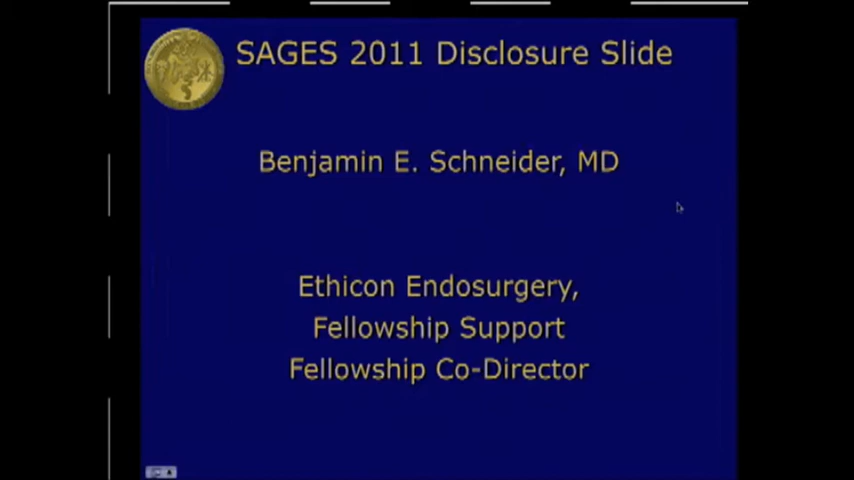 SAGES 2011 Disclosure Slide
Benjamin E. Schneider, MD
Ethicon Endosurgery,
Fellowship Support
Fellowship Co-Director